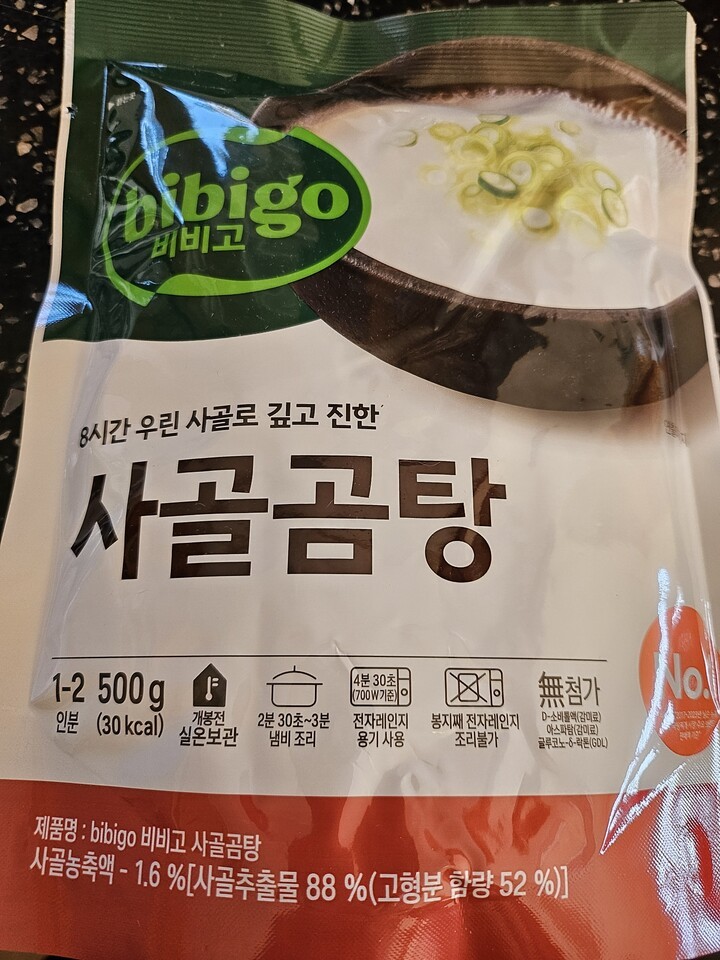 bibigo
비비고
8시간 우린 사골로 깊고 진한
사골곰탕
1-2
인분
500g
(30 kcal)
개봉전
실온보관
2분 30초~3분
냄비 조리
4분 30초
(700W기준)
전자레인지
용기 사용
봉지째 전자레인지
조리불가
無첨가
D-소비톨액(감미료)
아스파탐(감미료)
글루코노-δ-락톤(GDL)
No.
제품명 : bibigo 비비고 사골곰탕
사골농축액 - 1.6 %[사골추출물 88 %(고형분 함량 52 %)]